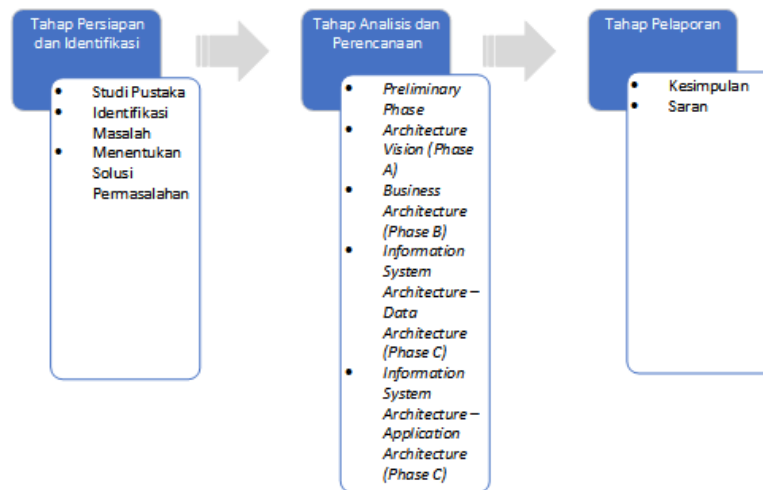 Tahap Persiapan
dan Identifikasi
• Studi Pustaka
• Identifikasi
Masalah
• Menentukan
Solusi
Permasalahan
Tahap Analisis dan
Perencanaan
• Preliminary
Phase
• Architecture
Vision (Phase
A)
• Business
Architecture
(Phase B)
• Information
System
Architecture –
Data
Architecture
(Phase C)
• Information
System
Architecture –
Application
Architecture
(Phase C)
Tahap Pelaporan
• Kesimpulan
• Saran